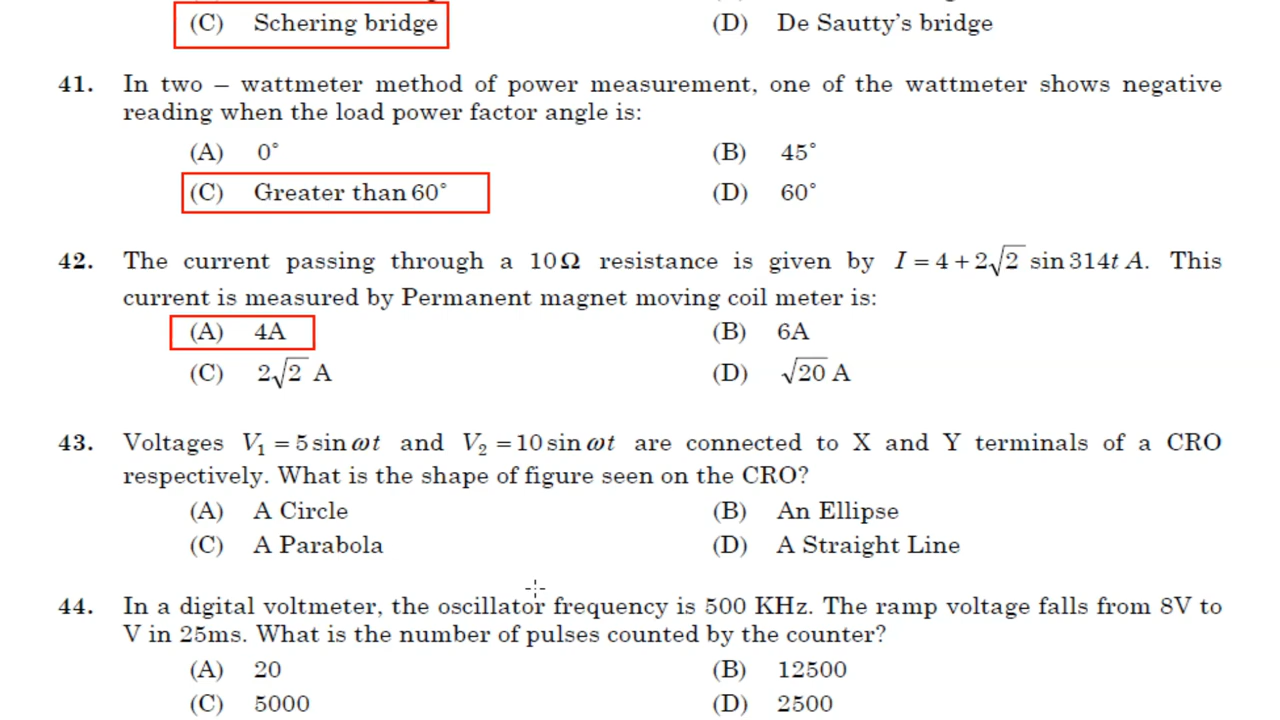 (C) Schering bridge (D) De Sautty's bridge
41. In two – wattmeter method of power measurement, one of the wattmeter shows negative
reading when the load power factor angle is:
(A) 0° (B) 45°
(C) Greater than 60° (D) 60°
42. The current passing through a 10Ω resistance is given by I = 4 + 2√2 sin 314t A. This
current is measured by Permanent magnet moving coil meter is:
(A) 4A (B) 6A
(C) 2√2 A (D) √20 A
43. Voltages V₁ = 5 sin ωt and V₂ = 10 sin ωt are connected to X and Y terminals of a CRO
respectively. What is the shape of figure seen on the CRO?
(A) A Circle (B) An Ellipse
(C) A Parabola (D) A Straight Line
44. In a digital voltmeter, the oscillator frequency is 500 KHz. The ramp voltage falls from 8V to
V in 25ms. What is the number of pulses counted by the counter?
(A) 20 (B) 12500
(C) 5000 (D) 2500